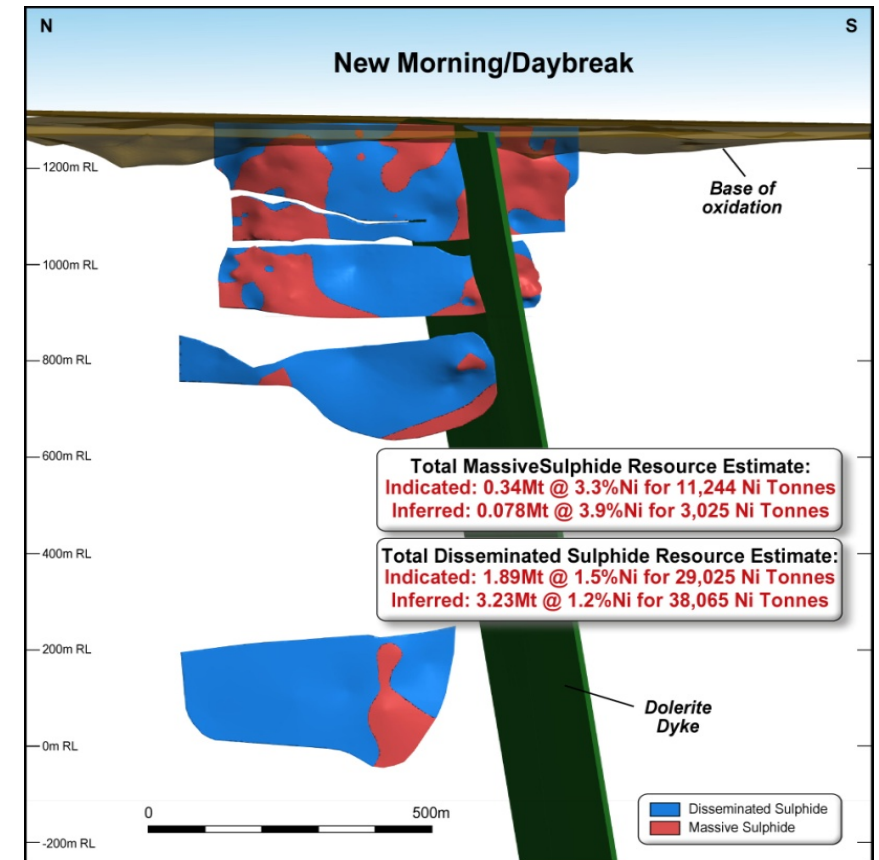 N
S
New Morning/Daybreak
1200m RL
Base of
oxidation
1000m RL
800m RL
600m RL
Total MassiveSulphide Resource Estimate:
Indicated: 0.34Mt @ 3.3%Ni for 11,244 Ni Tonnes
Inferred: 0.078Mt @ 3.9%Ni for 3,025 Ni Tonnes
400m RL
Total Disseminated Sulphide Resource Estimate:
Indicated: 1.89Mt @ 1.5%Ni for 29,025 Ni Tonnes
Inferred: 3.23Mt @ 1.2%Ni for 38,065 Ni Tonnes
200m RL
Dolerite
Dyke
0m RL
0
500m
Disseminated Sulphide
Massive Sulphide
-200m RL